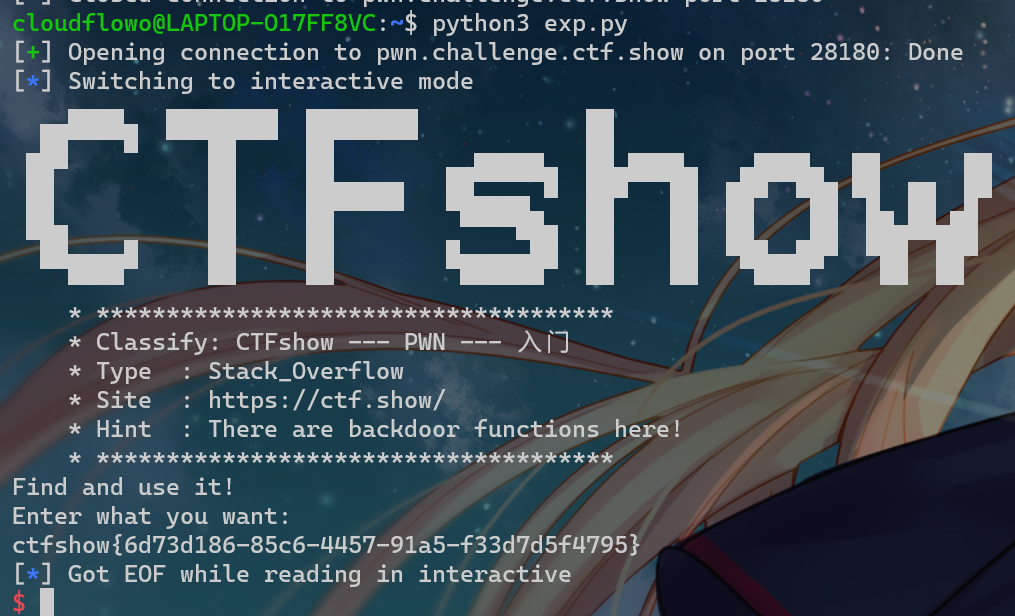 cloudflowo@LAPTOP-O17FF8VC:~$ python3 exp.py
[+] Opening connection to pwn.challenge.ctf.show on port 28180: Done
[*] Switching to interactive mode
CTFshow
* *************************************
* Classify: CTFshow --- PWN --- 入门
* Type  : Stack_Overflow
* Site  : https://ctf.show/
* Hint  : There are backdoor functions here!
* *************************************
Find and use it!
Enter what you want:
ctfshow{6d73d186-85c6-4457-91a5-f33d7d5f4795}
[*] Got EOF while reading in interactive
$